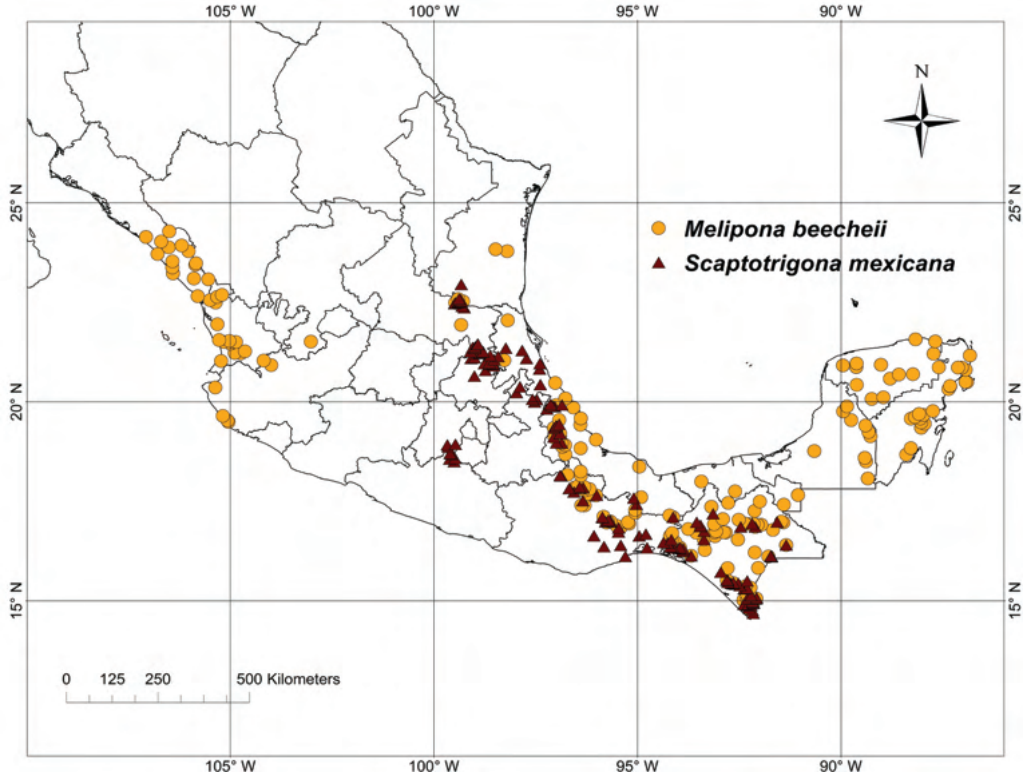 105° W 100° W 95° W 90° W
N
25° N 25° N
Melipona beecheii
Scaptotrigona mexicana
20° N 20° N
15° N 15° N
0 125 250 500 Kilometers
105° W 100° W 95° W 90° W